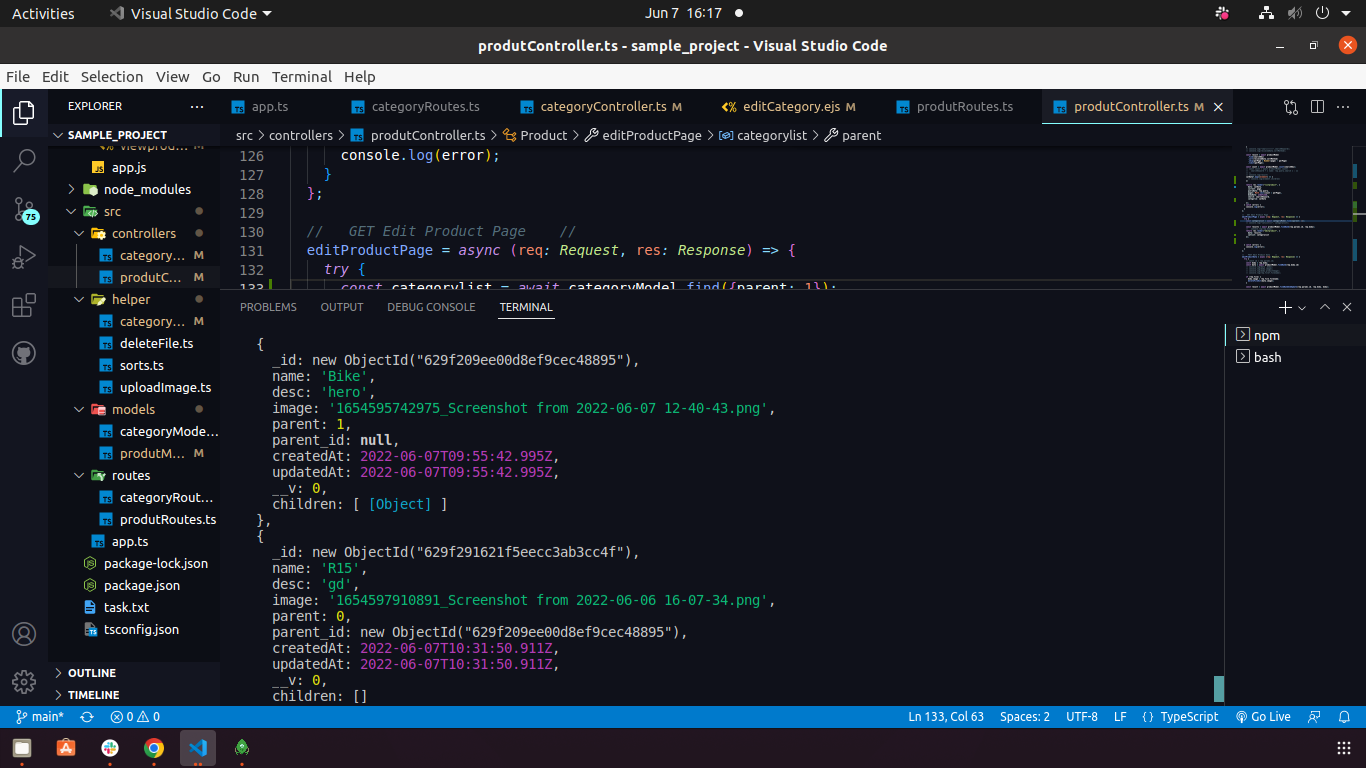 Activities
Visual Studio Code
Jun 7 16:17
produtController.ts - sample_project - Visual Studio Code
File Edit Selection View Go Run Terminal Help
EXPLORER
SAMPLE_PROJECT
M
app.js
node_modules
src
controllers
category... M
produtC... M
helper
category... M
deleteFile.ts
sorts.ts
uploadImage.ts
models
categoryMode...
produtM... M
routes
categoryRout...
produtRoutes.ts
app.ts
package-lock.json
package.json
task.txt
tsconfig.json
OUTLINE
TIMELINE
75
app.ts
categoryRoutes.ts
categoryController.ts M
editCategory.ejs M
produtRoutes.ts
produtController.ts M
src > controllers > produtController.ts > Product > editProductPage > categorylist > parent
126 console.log(error);
127 }
128 };
129
130 // GET Edit Product Page //
131 editProductPage = async (req: Request, res: Response) => {
132 try {
133 const categorylist = await categoryModel.find({parent: 1});
PROBLEMS OUTPUT DEBUG CONSOLE TERMINAL
{
_id: new ObjectId("629f209ee00d8ef9cec48895"),
name: 'Bike',
desc: 'hero',
image: '1654595742975_Screenshot from 2022-06-07 12-40-43.png',
parent: 1,
parent_id: null,
createdAt: 2022-06-07T09:55:42.995Z,
updatedAt: 2022-06-07T09:55:42.995Z,
__v: 0,
children: [ [Object] ]
},
{
_id: new ObjectId("629f291621f5eecc3ab3cc4f"),
name: 'R15',
desc: 'gd',
image: '1654597910891_Screenshot from 2022-06-06 16-07-34.png',
parent: 0,
parent_id: new ObjectId("629f209ee00d8ef9cec48895"),
createdAt: 2022-06-07T10:31:50.911Z,
updatedAt: 2022-06-07T10:31:50.911Z,
__v: 0,
children: []
npm
bash
main*
0 0
Ln 133, Col 63
Spaces: 2
UTF-8
LF
{ } TypeScript
Go Live